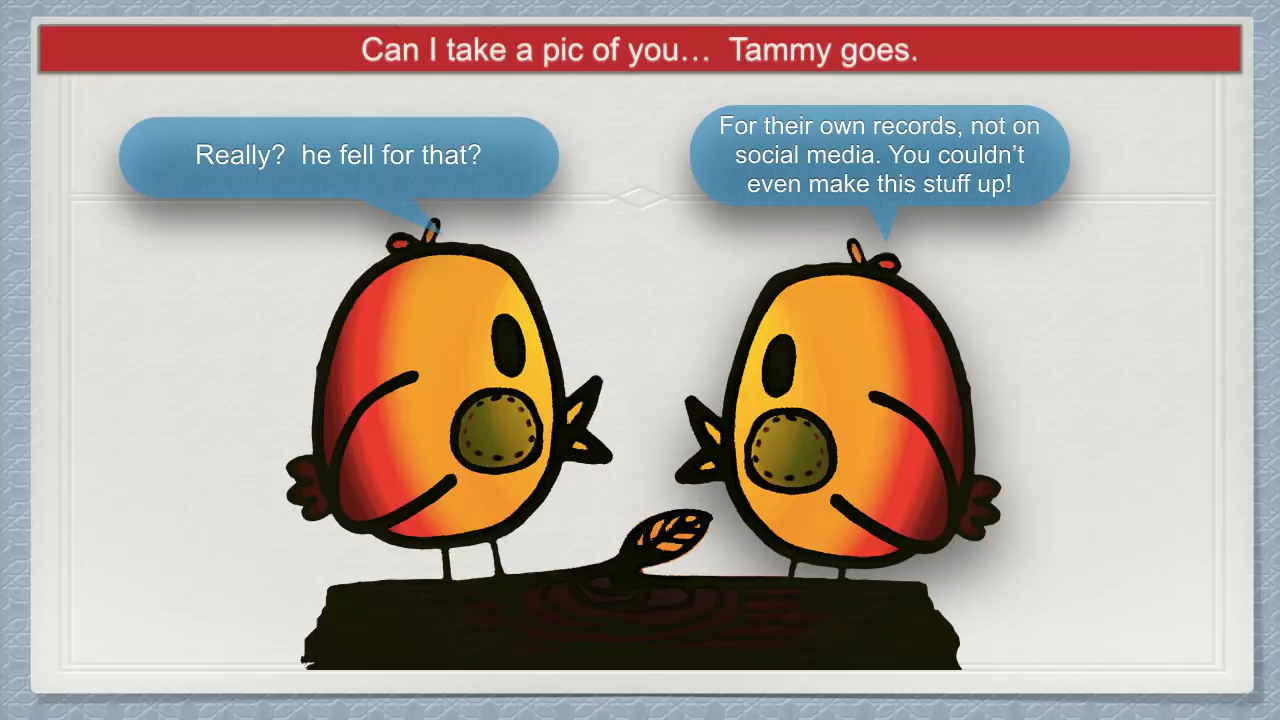 Can I take a pic of you…  Tammy goes.
Really?  he fell for that?
For their own records, not on
social media. You couldn’t
even make this stuff up!